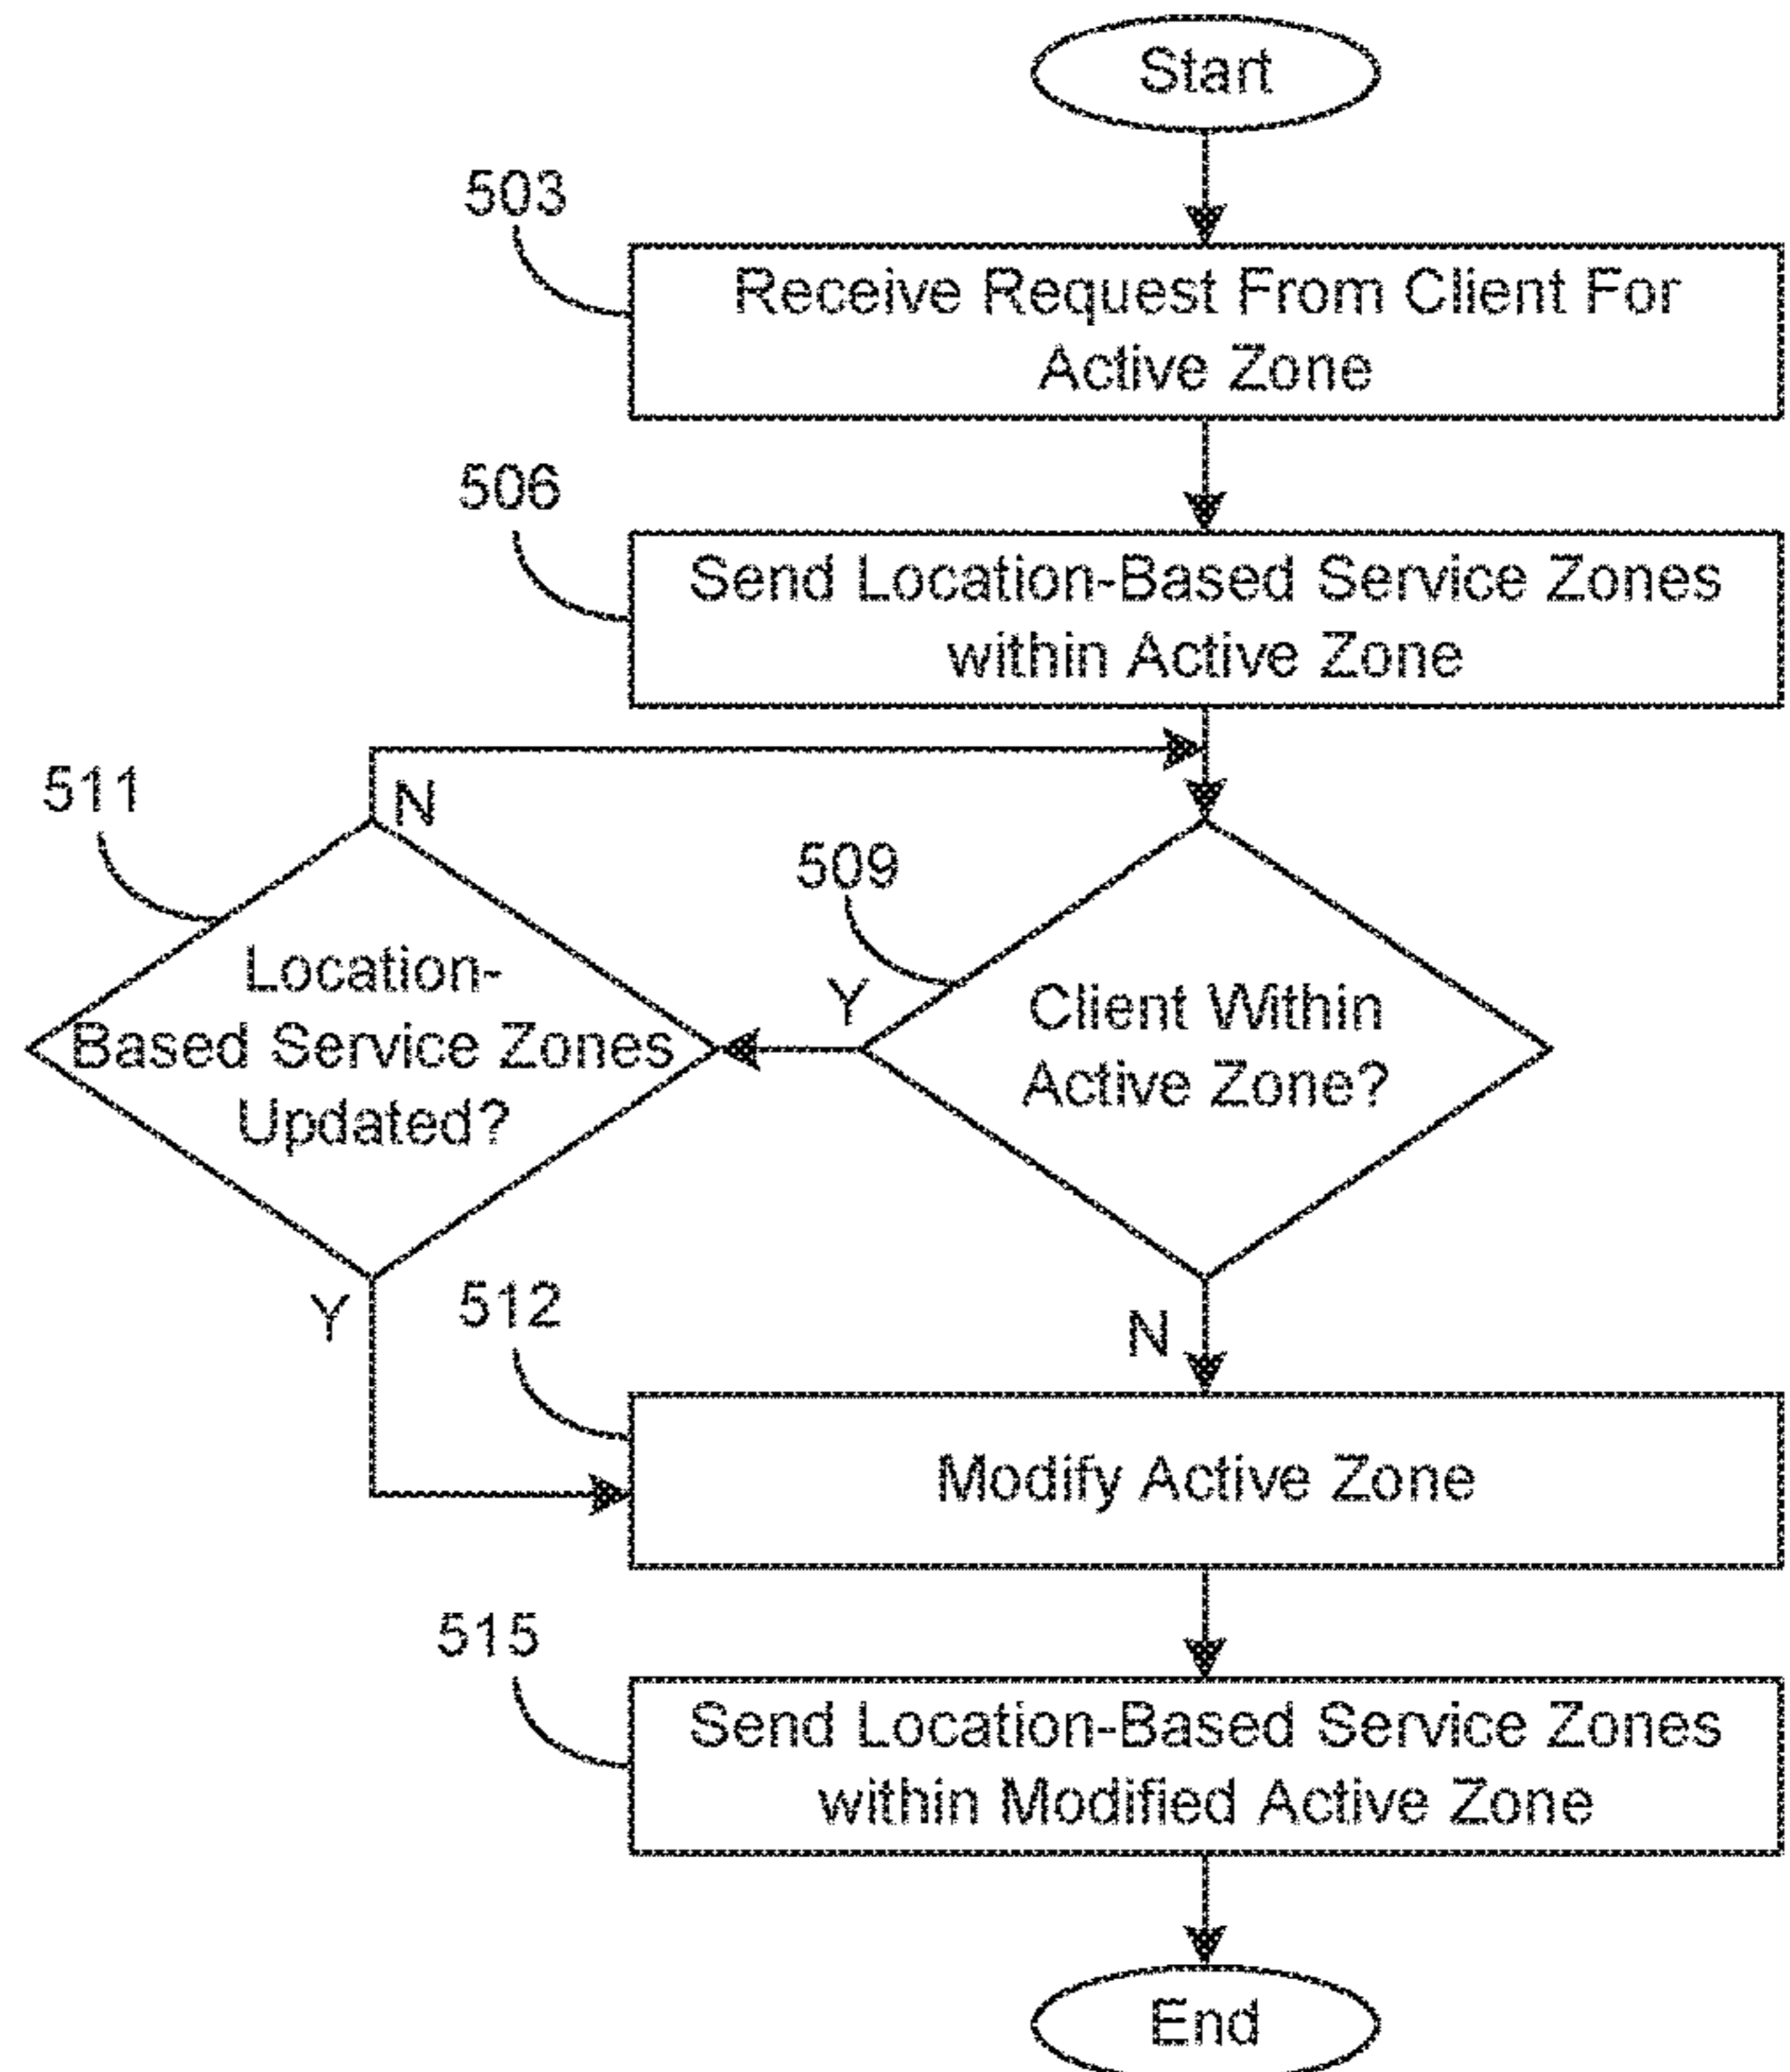 Start
503
Receive Request From Client For
Active Zone
506
Send Location-Based Service Zones
within Active Zone
511
N
509
Location-
Based Service Zones
Updated?
Y
Client Within
Active Zone?
Y
512
N
Modify Active Zone
515
Send Location-Based Service Zones
within Modified Active Zone
End